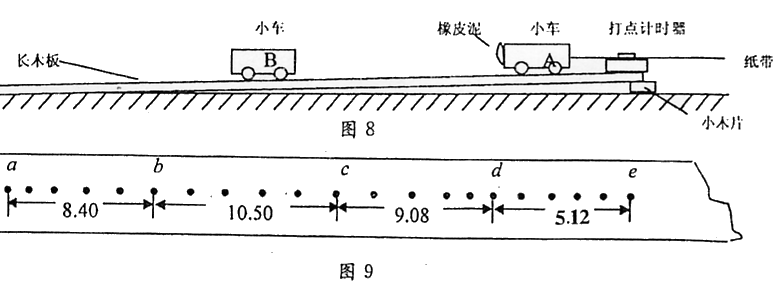 小车
橡皮泥
小车
打点计时器
长木板
B
A
纸带
小木片
图 8
a
b
c
d
e
8.40
10.50
9.08
5.12
图 9